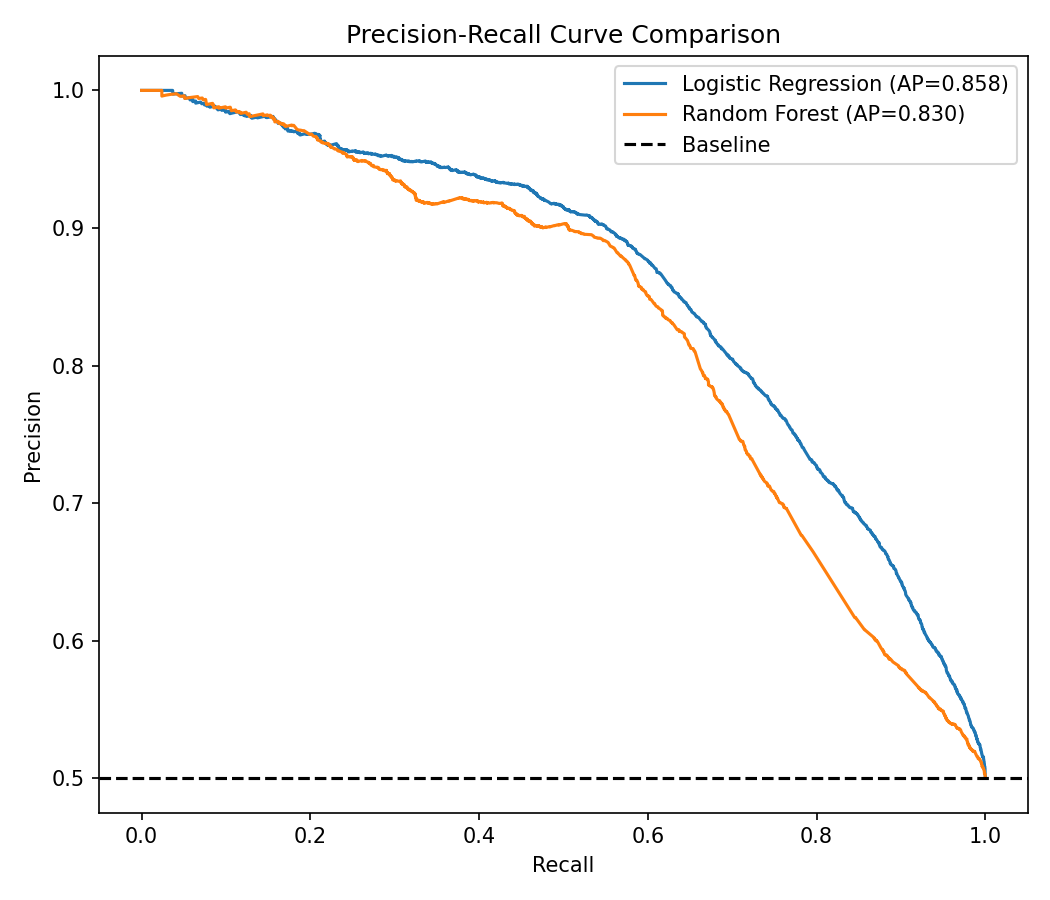 Precision-Recall Curve Comparison
Logistic Regression (AP=0.858)
Random Forest (AP=0.830)
Baseline
1.0
0.9
0.8
0.7
0.6
0.5
Precision
0.0 0.2 0.4 0.6 0.8 1.0
Recall